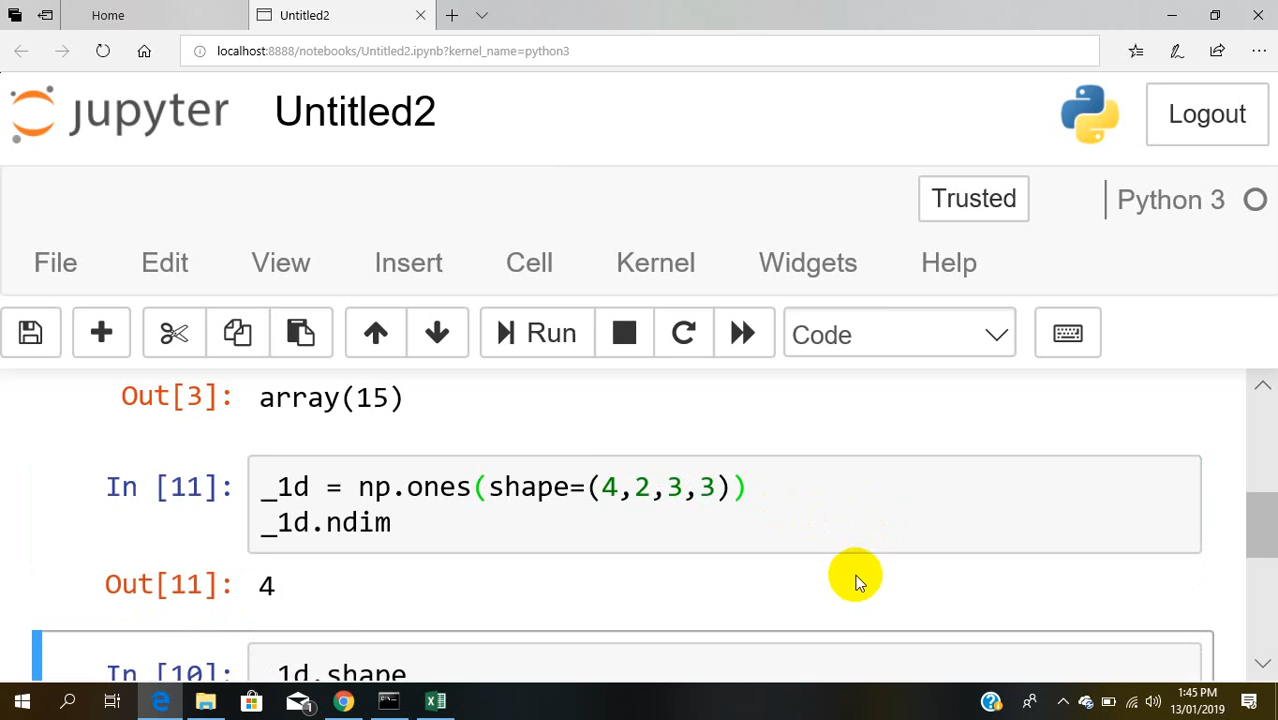 Home
Untitled2
localhost:8888/notebooks/Untitled2.ipynb?kernel_name=python3
jupyter Untitled2
Logout
Trusted
Python 3
File Edit View Insert Cell Kernel Widgets Help
Run
Code
Out[3]: array(15)
In [11]: _1d = np.ones(shape=(4,2,3,3))
_1d.ndim
Out[11]: 4
In [10]: _1d.shape
1
1:45 PM
13/01/2019